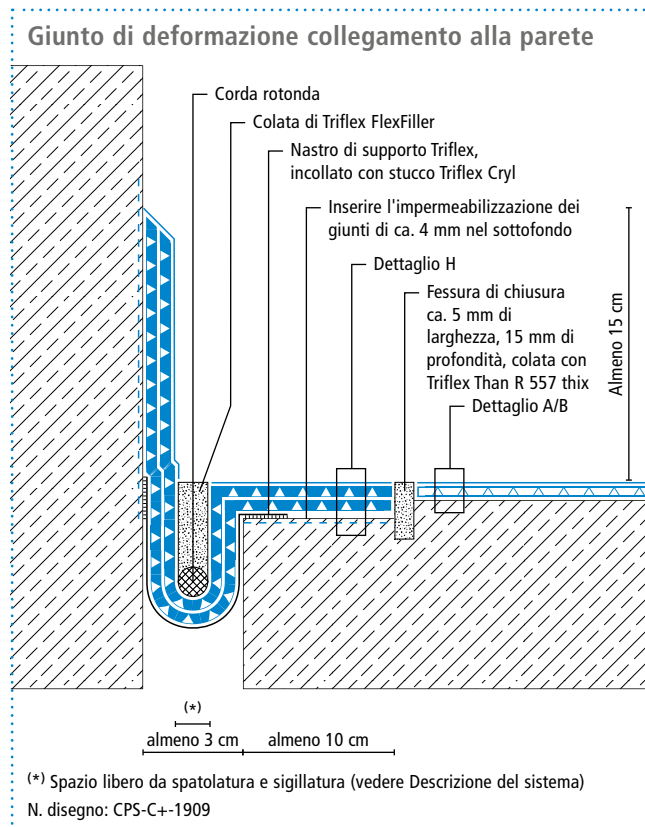 Giunto di deformazione collegamento alla parete
Corda rotonda
Colata di Triflex FlexFiller
Nastro di supporto Triflex,
incollato con stucco Triflex Cryl
Inserire l'impermeabilizzazione dei
giunti di ca. 4 mm nel sottofondo
Dettaglio H
Fessura di chiusura
ca. 5 mm di
larghezza, 15 mm di
profondità, colata con
Triflex Than R 557 thix
Dettaglio A/B
Almeno 15 cm
(*)
almeno 3 cm
almeno 10 cm
(*) Spazio libero da spatolatura e sigillatura (vedere Descrizione del sistema)
N. disegno: CPS-C+-1909